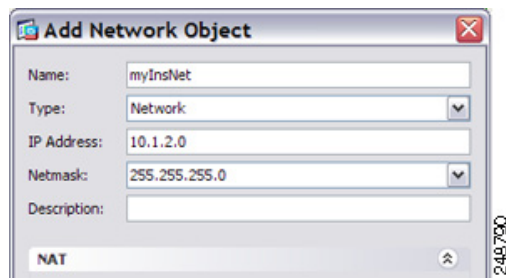 Add Network Object
Name: myInsNet
Type: Network
IP Address: 10.1.2.0
Netmask: 255.255.255.0
Description:
NAT
248790